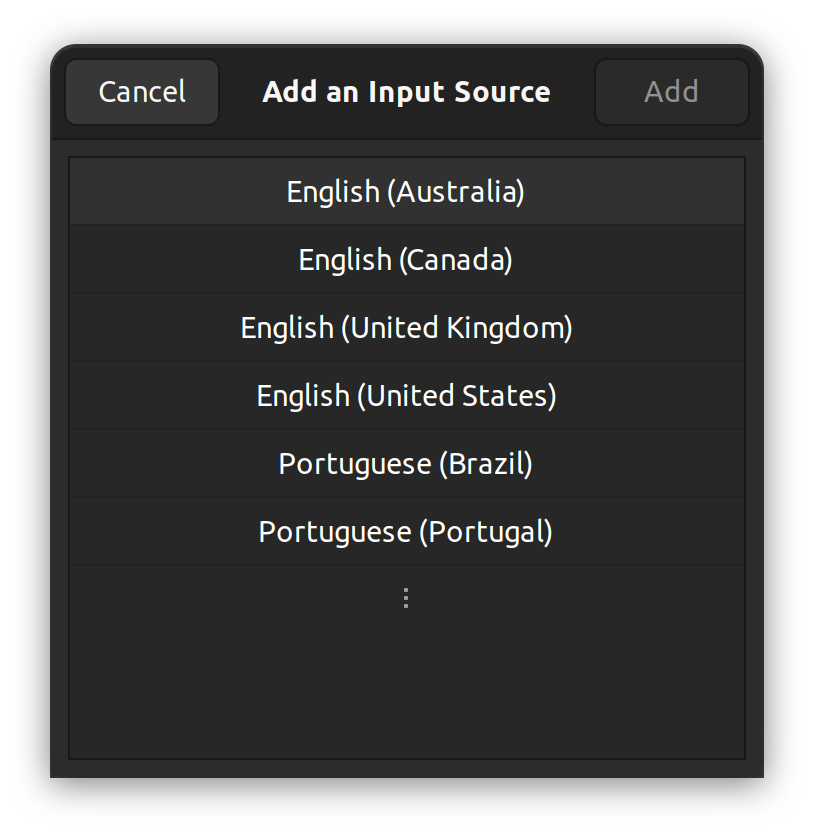 Cancel
Add an Input Source
Add
English (Australia)
English (Canada)
English (United Kingdom)
English (United States)
Portuguese (Brazil)
Portuguese (Portugal)
⋮